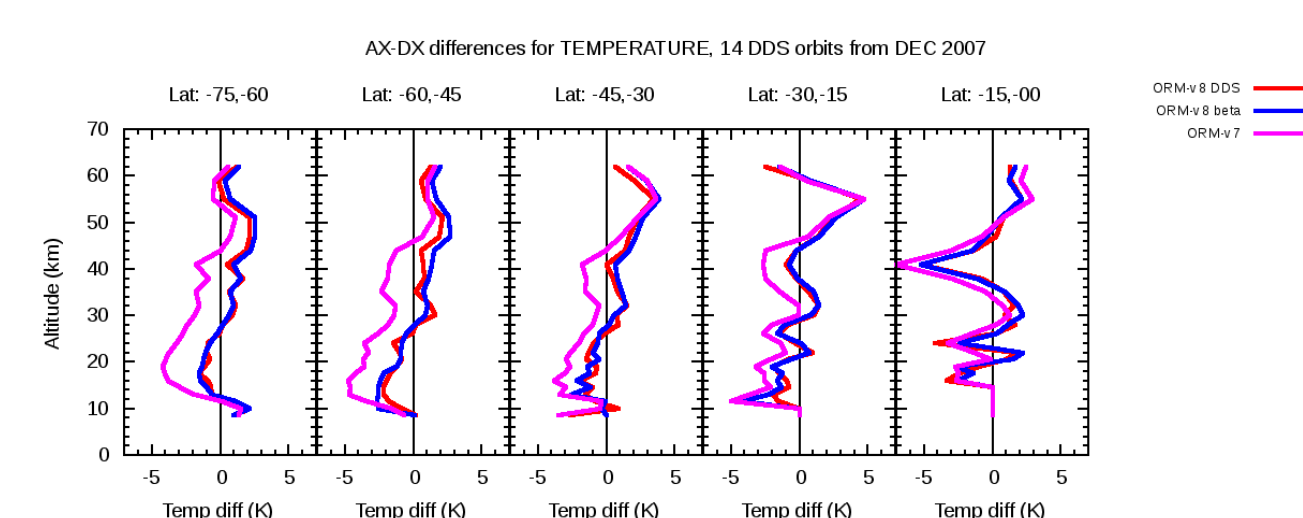 AX-DX differences for TEMPERATURE, 14 DDS orbits from DEC 2007
Lat: -75,-60 Lat: -60,-45 Lat: -45,-30 Lat: -30,-15 Lat: -15,-00
ORM-v8 DDS
ORM-v8 beta
ORM-v7
70
60
50
40
30
20
10
0
Altitude (km)
-5 0 5 -5 0 5 -5 0 5 -5 0 5 -5 0 5
Temp diff (K) Temp diff (K) Temp diff (K) Temp diff (K) Temp diff (K)